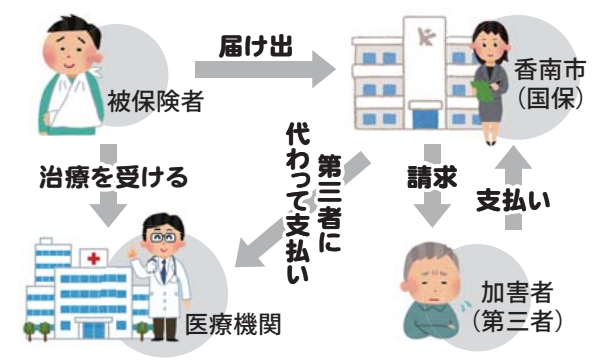 届け出
被保険者
香南市
（国保）
治療を受ける
第三者に
代わって支払い
請求
支払い
医療機関
加害者
（第三者）